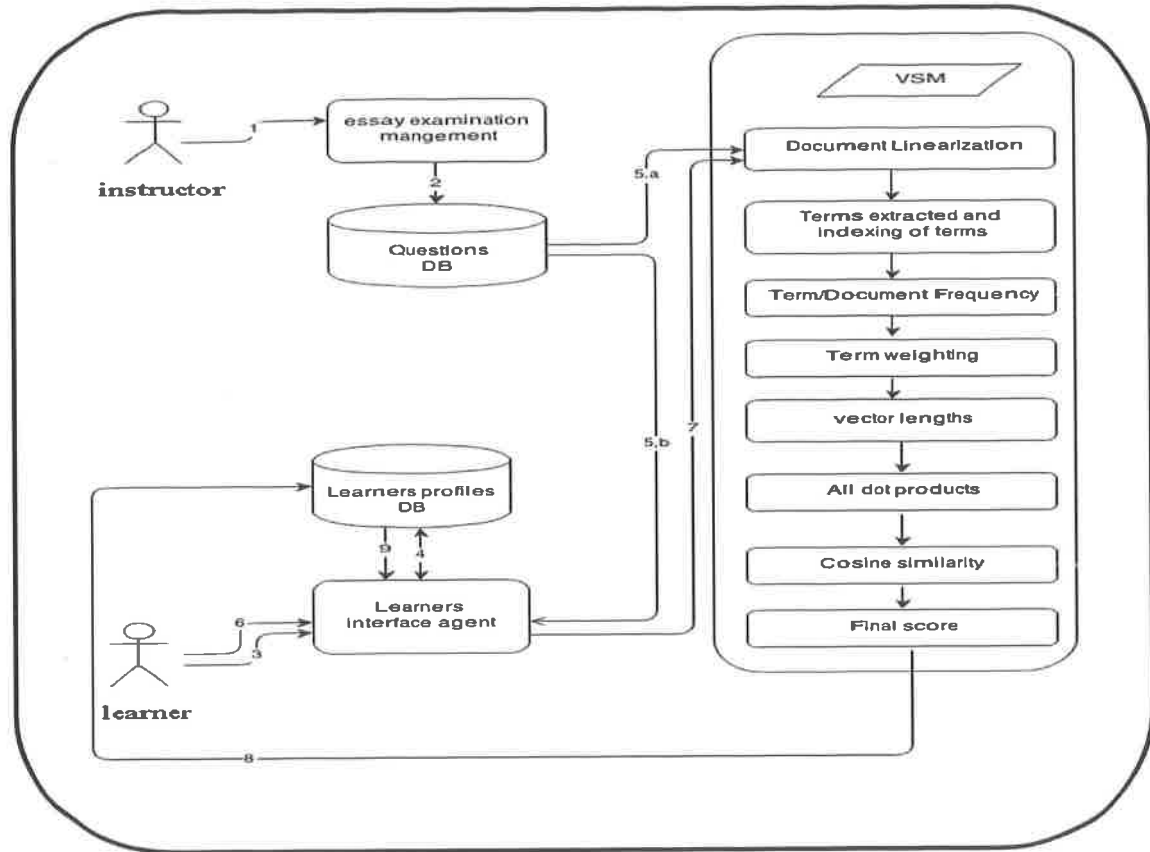 VSM
essay examination
mangement
1
instructor
2
Questions
DB
5,a
5,b
7
Document Linearization
Terms extracted and
indexing of terms
Term/Document Frequency
Term weighting
vector lengths
All dot products
Cosine similarity
Final score
Learners profiles
DB
9
4
Learners
interface agent
6
3
learner
8